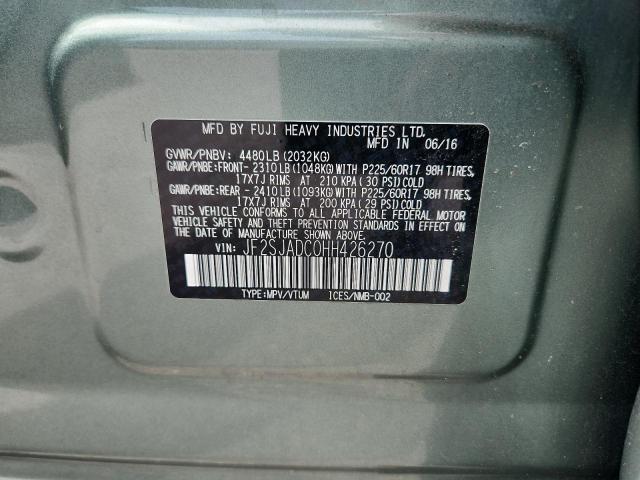 MFD BY FUJI HEAVY INDUSTRIES LTD.
MFD IN 06/16
GVWR/PNBV: 4480LB(2032KG)
GAWR/PNBE:FRONT- 2310LB(1048KG)WITH P225/60R17 98H TIRES,
17X7J RIMS AT 210 KPA(30 PSI)COLD
GAWR/PNBE:REAR - 2410LB(1093KG)WITH P225/60R17 98H TIRES,
17X7J RIMS AT 200 KPA(29 PSI)COLD
THIS VEHICLE CONFORMS TO ALL APPLICABLE FEDERAL MOTOR
VEHICLE SAFETY AND THEFT PREVENTION STANDARDS IN EFFECT ON
THE DATE OF MANUFACTURE SHOWN ABOVE.
VIN: JF2SJADC0HH426270
TYPE:MPV/VTUM ICES/NMB-002